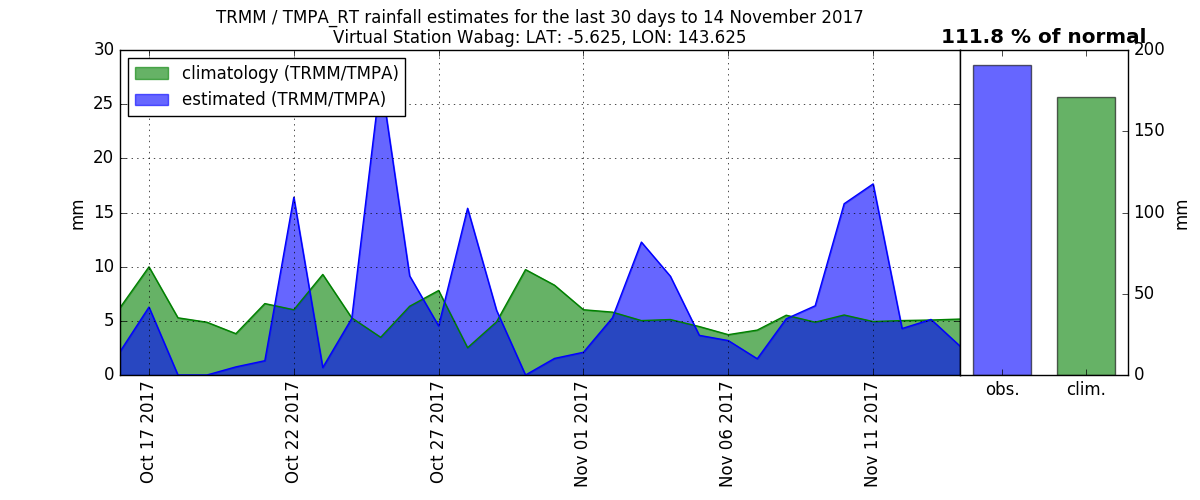 TRMM / TMPA_RT rainfall estimates for the last 30 days to 14 November 2017
Virtual Station Wabag: LAT: -5.625, LON: 143.625
111.8 % of normal
climatology (TRMM/TMPA)
estimated (TRMM/TMPA)
30
25
20
15
10
5
0
mm
Oct 17 2017
Oct 22 2017
Oct 27 2017
Nov 01 2017
Nov 06 2017
Nov 11 2017
obs.
clim.
200
150
100
50
0
mm